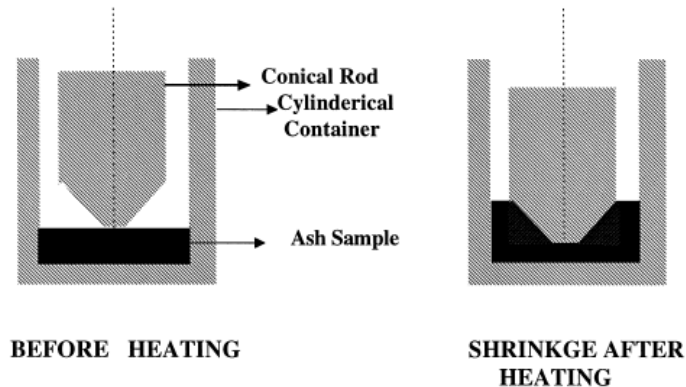 Conical Rod
Cylinderical
Container
Ash Sample
BEFORE HEATING
SHRINKGE AFTER
HEATING